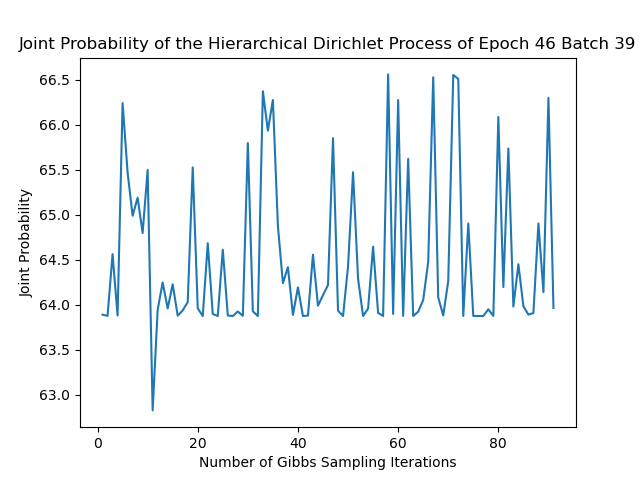 Joint Probability of the Hierarchical Dirichlet Process of Epoch 46 Batch 39
66.5
66.0
65.5
65.0
64.5
64.0
63.5
63.0
Joint Probability
0 20 40 60 80
Number of Gibbs Sampling Iterations